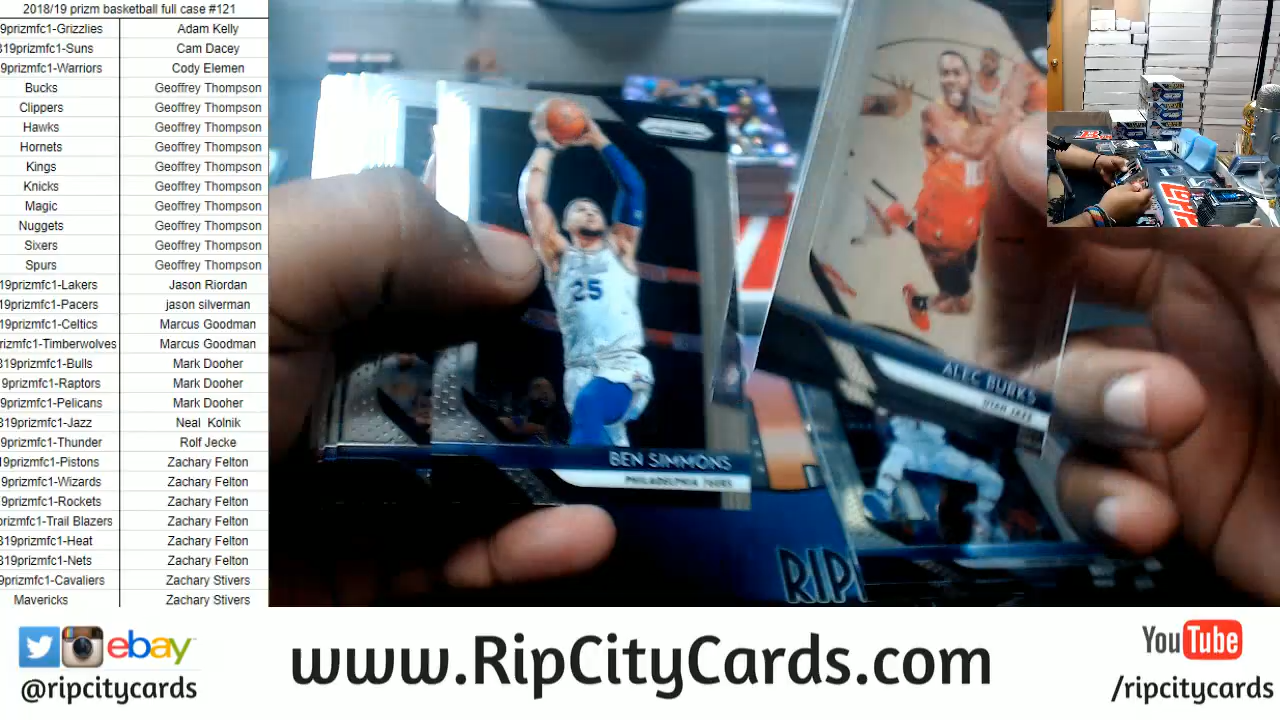 2018/19 prizm basketball full case #121
9prizmfc1-Grizzlies Adam Kelly
319prizmfc1-Suns Cam Dacey
9prizmfc1-Warriors Cody Elemen
Bucks Geoffrey Thompson
Clippers Geoffrey Thompson
Hawks Geoffrey Thompson
Hornets Geoffrey Thompson
Kings Geoffrey Thompson
Knicks Geoffrey Thompson
Magic Geoffrey Thompson
Nuggets Geoffrey Thompson
Sixers Geoffrey Thompson
Spurs Geoffrey Thompson
19prizmfc1-Lakers Jason Riordan
19prizmfc1-Pacers jason silverman
19prizmfc1-Celtics Marcus Goodman
prizmfc1-Timberwolves Marcus Goodman
319prizmfc1-Bulls Mark Dooher
9prizmfc1-Raptors Mark Dooher
9prizmfc1-Pelicans Mark Dooher
319prizmfc1-Jazz Neal Kolnik
9prizmfc1-Thunder Rolf Jecke
19prizmfc1-Pistons Zachary Felton
9prizmfc1-Wizards Zachary Felton
9prizmfc1-Rockets Zachary Felton
prizmfc1-Trail Blazers Zachary Felton
319prizmfc1-Heat Zachary Felton
319prizmfc1-Nets Zachary Felton
9prizmfc1-Cavaliers Zachary Stivers
Mavericks Zachary Stivers
PRIZM
25
BEN SIMMONS
PHILADELPHIA 76ERS
10
ALEC BURKS
UTAH JAZZ
RIP
ebay
@ripcitycards
www.RipCityCards.com
YouTube
/ripcitycards